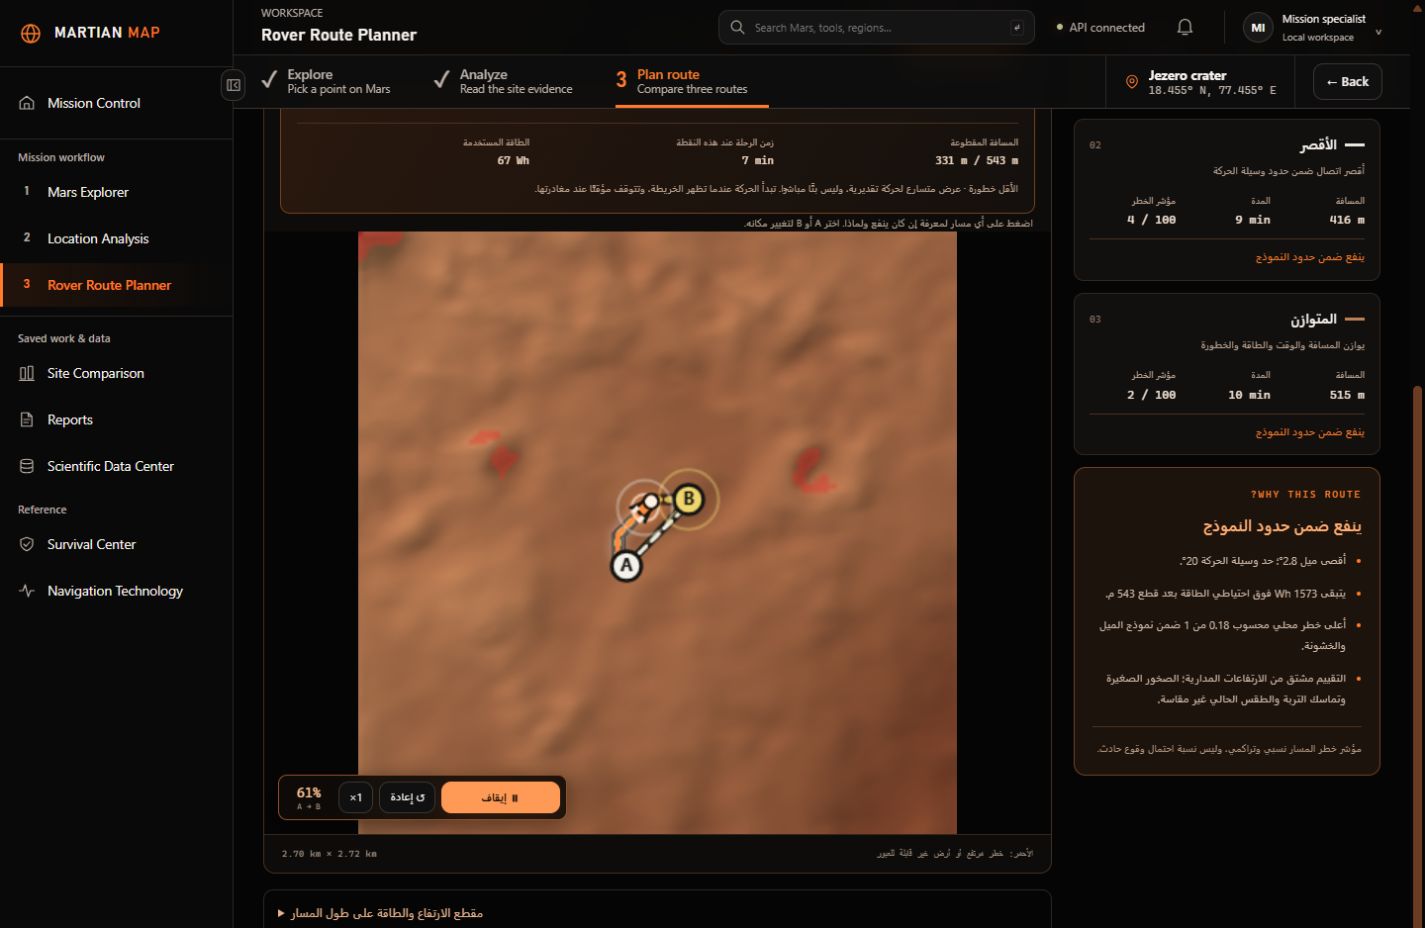 MARTIAN MAP
WORKSPACE
Rover Route Planner
Search Mars, tools, regions...
API connected
MI
Mission specialist
Local workspace
Explore
Pick a point on Mars
Analyze
Read the site evidence
3
Plan route
Compare three routes
Jezero crater
18.455° N, 77.455° E
← Back
Mission Control
Mission workflow
1 Mars Explorer
2 Location Analysis
3 Rover Route Planner
Saved work & data
Site Comparison
Reports
Scientific Data Center
Reference
Survival Center
Navigation Technology
المسافة المقطوعة
331 m / 543 m
زمن الرحلة عند هذه النقطة
7 min
الطاقة المستخدمة
67 Wh
الأقل خطورة · عرض متسارع لحركة تقديرية، وليس بثًا مباشرًا. تبدأ الحركة عندما تظهر الخريطة، وتتوقف مؤقتًا عند مغادرتها.
اضغط على أي مسار لمعرفة إن كان ينفع ولماذا. اختر A أو B لتغيير مكانه.
B
A
61%
A → B
×1
↺ إعادة
⏸ إيقاف
2.70 km × 2.72 km
الأحمر: خطر مرتفع أو أرض غير قابلة للعبور
▶ مقطع الارتفاع والطاقة على طول المسار
الأقصر
02
أقصر اتصال ضمن حدود وسيلة الحركة
المسافة
416 m
المدة
9 min
مؤشر الخطر
4 / 100
ينفع ضمن حدود النموذج
المتوازن
03
يوازن المسافة والوقت والطاقة والخطورة
المسافة
515 m
المدة
10 min
مؤشر الخطر
2 / 100
ينفع ضمن حدود النموذج
?WHY THIS ROUTE
ينفع ضمن حدود النموذج
• أقصى ميل 2.8°؛ حد وسيلة الحركة 20°.
• يتبقى 1573 Wh فوق احتياطي الطاقة بعد قطع 543 م.
• أعلى خطر محلي محسوب 0.18 من 1 ضمن نموذج الميل
والخشونة.
• التقييم مشتق من الارتفاعات المدارية؛ الصخور الصغيرة
وتماسك التربة والطقس الحالي غير مقاسة.
مؤشر خطر المسار نسبي وتراكمي، وليس نسبة احتمال وقوع حادث.